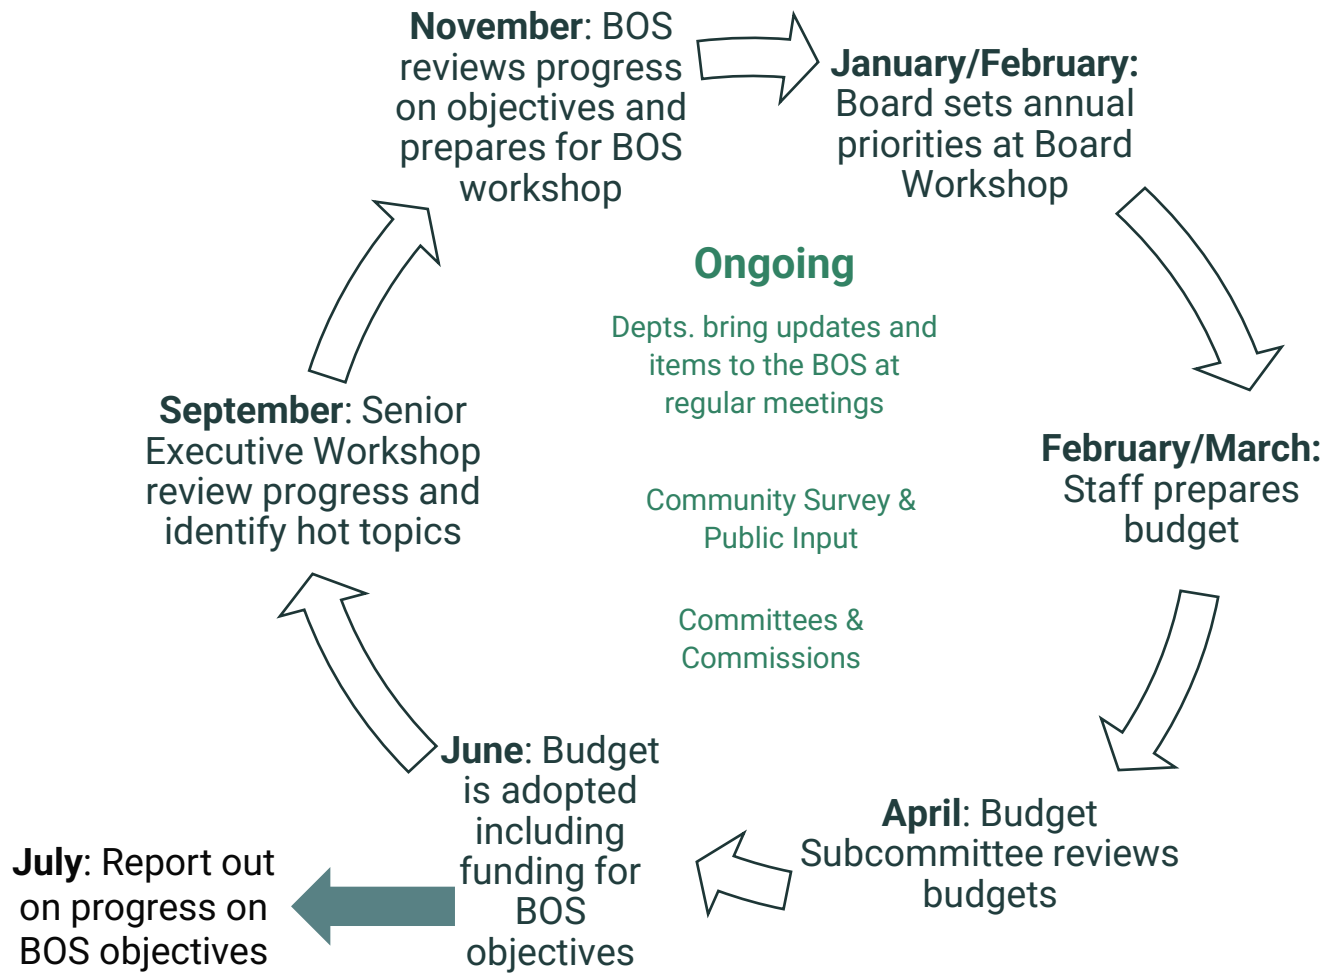 November: BOS
reviews progress
on objectives and
prepares for BOS
workshop
January/February:
Board sets annual
priorities at Board
Workshop
February/March:
Staff prepares
budget
April: Budget
Subcommittee reviews
budgets
June: Budget
is adopted
including
funding for
BOS
objectives
July: Report out
on progress on
BOS objectives
September: Senior
Executive Workshop
review progress and
identify hot topics
Ongoing
Depts. bring updates and
items to the BOS at
regular meetings
Community Survey &
Public Input
Committees &
Commissions